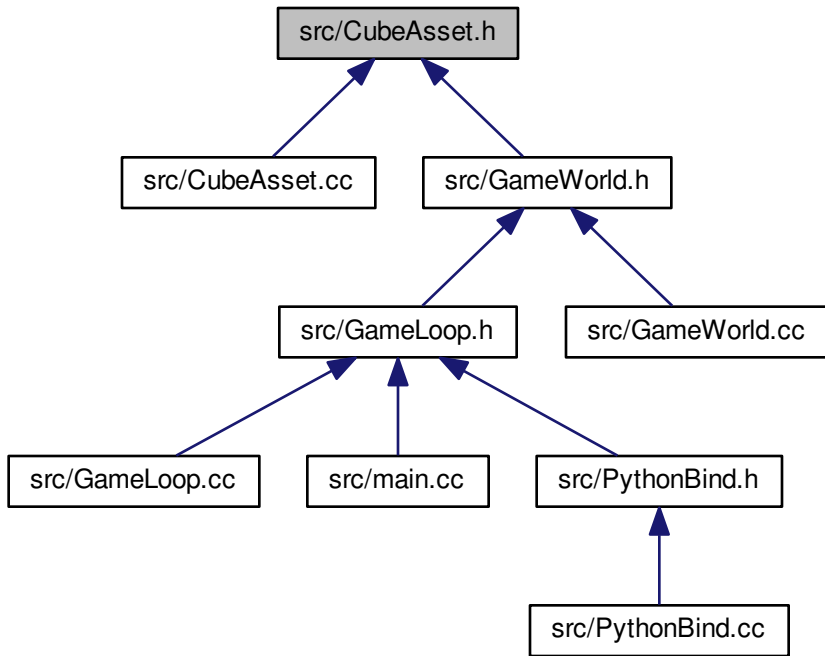 src/CubeAsset.h
src/CubeAsset.cc
src/GameWorld.h
src/GameLoop.h
src/GameWorld.cc
src/GameLoop.cc
src/main.cc
src/PythonBind.h
src/PythonBind.cc